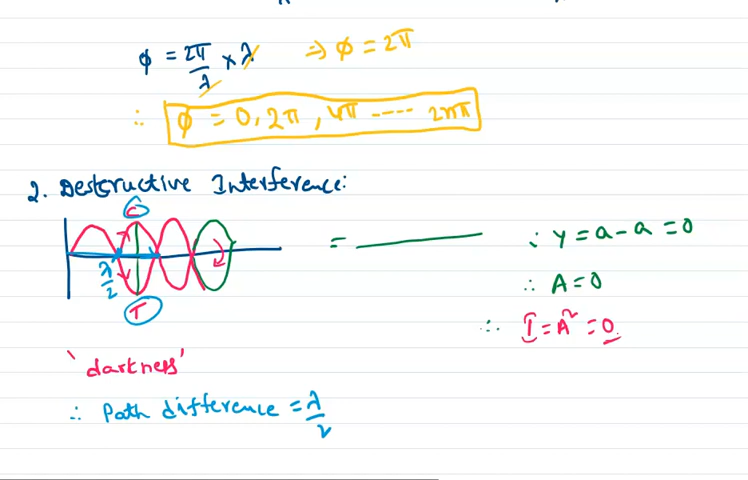 ϕ = 2π/λ × λ ⇒ ϕ = 2π
∴ ϕ = 0, 2π, 4π ---- 2nπ
2. Destructive Interference:
C
λ/2
T
= ∴ y = a - a = 0
∴ A = 0
∴ I = A² = 0
'darkness'
∴ Path difference = λ/2